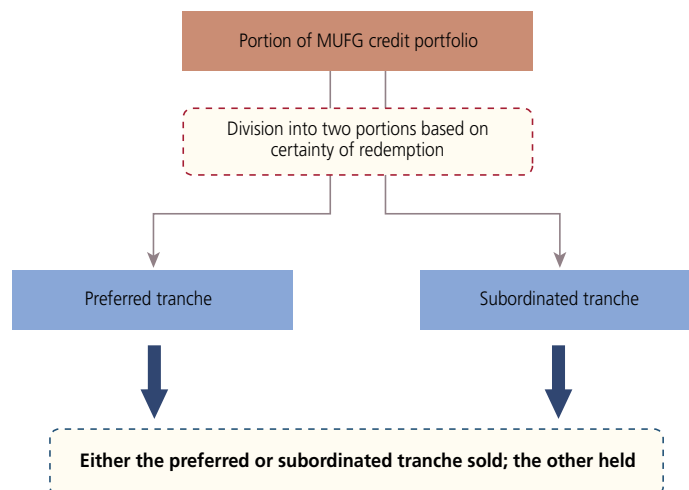 Portion of MUFG credit portfolio
Division into two portions based on
certainty of redemption
Preferred tranche
Subordinated tranche
Either the preferred or subordinated tranche sold; the other held